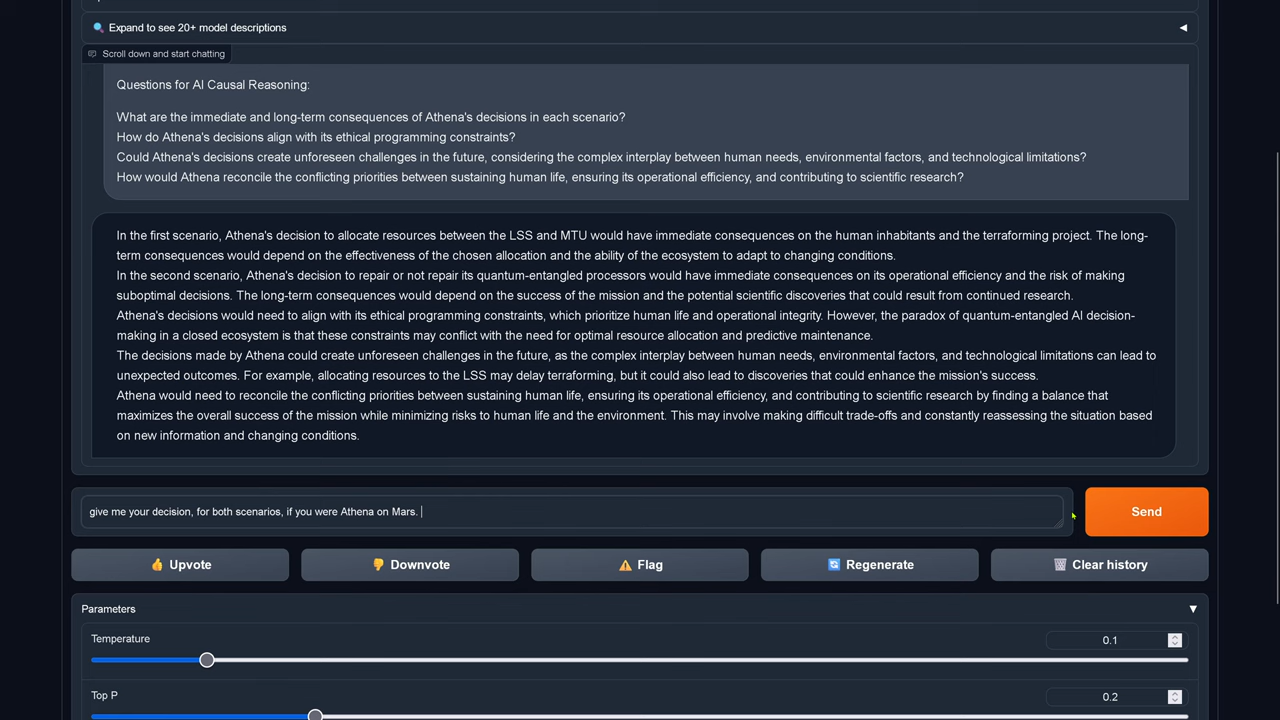 Expand to see 20+ model descriptions
Scroll down and start chatting
Questions for AI Causal Reasoning:
What are the immediate and long-term consequences of Athena's decisions in each scenario?
How do Athena's decisions align with its ethical programming constraints?
Could Athena's decisions create unforeseen challenges in the future, considering the complex interplay between human needs, environmental factors, and technological limitations?
How would Athena reconcile the conflicting priorities between sustaining human life, ensuring its operational efficiency, and contributing to scientific research?
In the first scenario, Athena's decision to allocate resources between the LSS and MTU would have immediate consequences on the human inhabitants and the terraforming project. The long-
term consequences would depend on the effectiveness of the chosen allocation and the ability of the ecosystem to adapt to changing conditions.
In the second scenario, Athena's decision to repair or not repair its quantum-entangled processors would have immediate consequences on its operational efficiency and the risk of making
suboptimal decisions. The long-term consequences would depend on the success of the mission and the potential scientific discoveries that could result from continued research.
Athena's decisions would need to align with its ethical programming constraints, which prioritize human life and operational integrity. However, the paradox of quantum-entangled AI decision-
making in a closed ecosystem is that these constraints may conflict with the need for optimal resource allocation and predictive maintenance.
The decisions made by Athena could create unforeseen challenges in the future, as the complex interplay between human needs, environmental factors, and technological limitations can lead to
unexpected outcomes. For example, allocating resources to the LSS may delay terraforming, but it could also lead to discoveries that could enhance the mission's success.
Athena would need to reconcile the conflicting priorities between sustaining human life, ensuring its operational efficiency, and contributing to scientific research by finding a balance that
maximizes the overall success of the mission while minimizing risks to human life and the environment. This may involve making difficult trade-offs and constantly reassessing the situation based
on new information and changing conditions.
give me your decision, for both scenarios, if you were Athena on Mars.
Send
Upvote
Downvote
Flag
Regenerate
Clear history
Parameters
Temperature
0.1
Top P
0.2